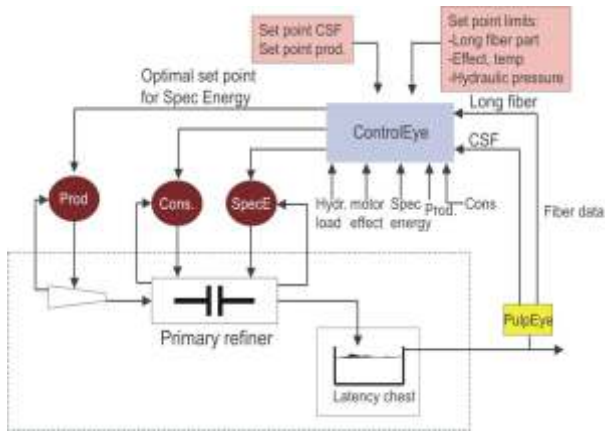 Set point CSF
Set point prod.
Set point limits:
-Long fiber part
-Effect, temp
-Hydraulic pressure
Optimal set point
for Spec Energy
ControlEye
Long fiber
CSF
Prod
Cons.
SpecE
Hydr.
load
motor
effect
Spec
energy
Prod.
Cons
Fiber data
PulpEye
Primary refiner
Latency chest